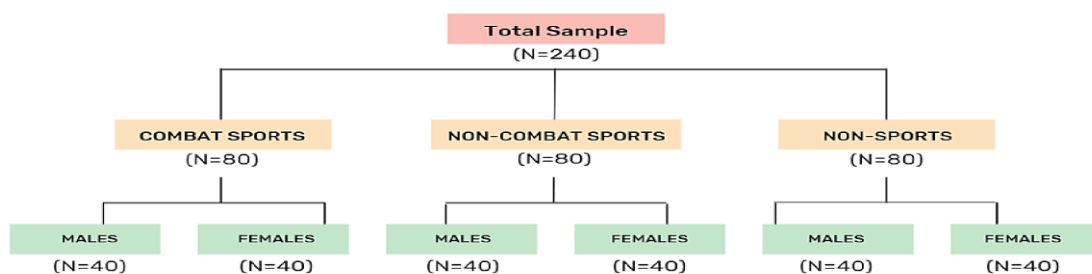 Total Sample
(N=240)
COMBAT SPORTS NON-COMBAT SPORTS NON-SPORTS
(N=80) (N=80) (N=80)
MALES FEMALES MALES FEMALES MALES FEMALES
(N=40) (N=40) (N=40) (N=40) (N=40) (N=40)